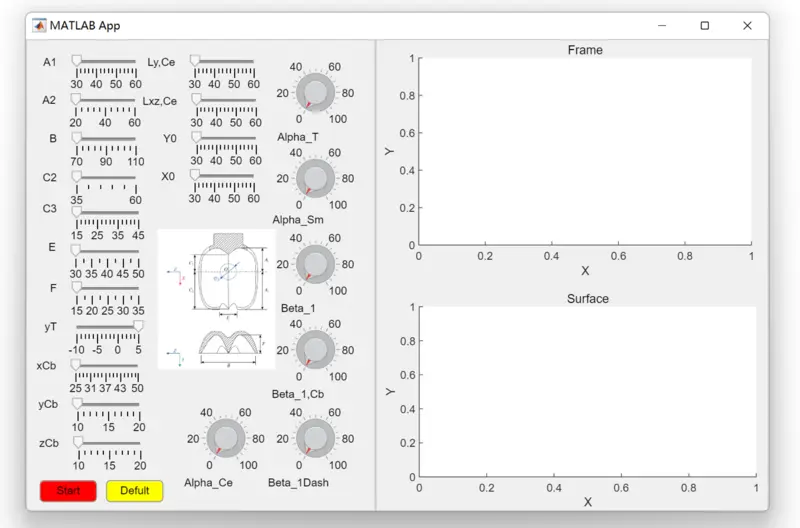 MATLAB App
A1
30 40 50 60
A2
20 40 60
B
70 90 110
C2
35 60
C3
15 25 35 45
E
30 35 40 45 50
F
15 20 25 30 35
yT
-10 -5 0 5
xCb
25 31 37 43 50
yCb
10 15 20
zCb
10 15 20
Start
Defult
Ly,Ce
30 40 50 60
Lxz,Ce
30 40 50 60
Y0
30 40 50 60
X0
30 40 50 60
40 60
20 80
0 100
Alpha_T
40 60
20 80
0 100
Alpha_Sm
40 60
20 80
0 100
Beta_1
40 60
20 80
0 100
Beta_1,Cb
40 60
20 80
0 100
Alpha_Ce
40 60
20 80
0 100
Beta_1Dash
Frame
1
0.8
0.6
0.4
0.2
0
Y
0 0.2 0.4 0.6 0.8 1
X
Surface
1
0.8
0.6
0.4
0.2
0
Y
0 0.2 0.4 0.6 0.8 1
X